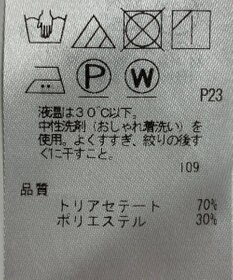 P
W
P23
液温は30℃以下。
中性洗剤(おしゃれ着洗い)を
使用。よくすすぎ、絞りの後す
ぐに干すこと。
109
品質
トリアセテート 70%
ポリエステル 30%